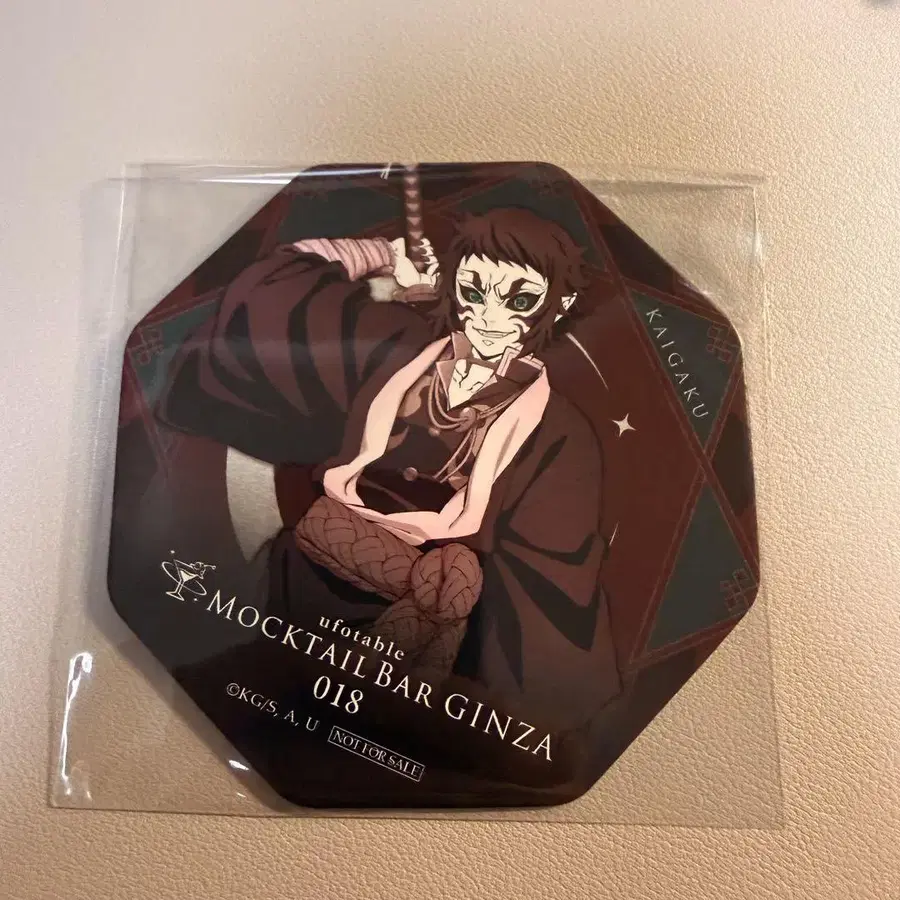 KAIGAKU
ufotable
MOCKTAIL BAR GINZA
018
©KG/S, A, U
NOT FOR SALE